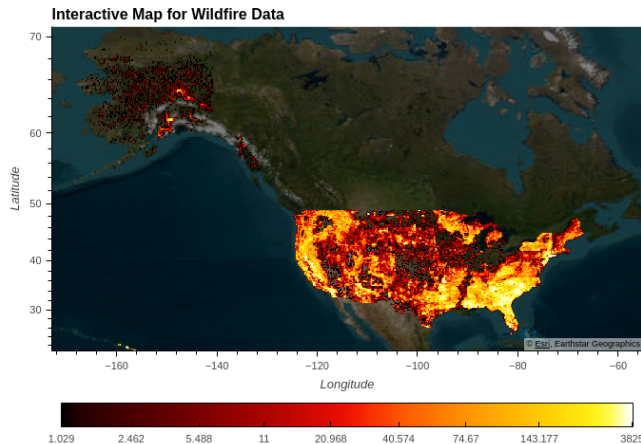 Interactive Map for Wildfire Data
70
60
50
40
30
Latitude
© Esri, Earthstar Geographics
−160 −140 −120 −100 −80 −60
Longitude
1.029 2.462 5.488 11 20.968 40.574 74.67 143.177 3825